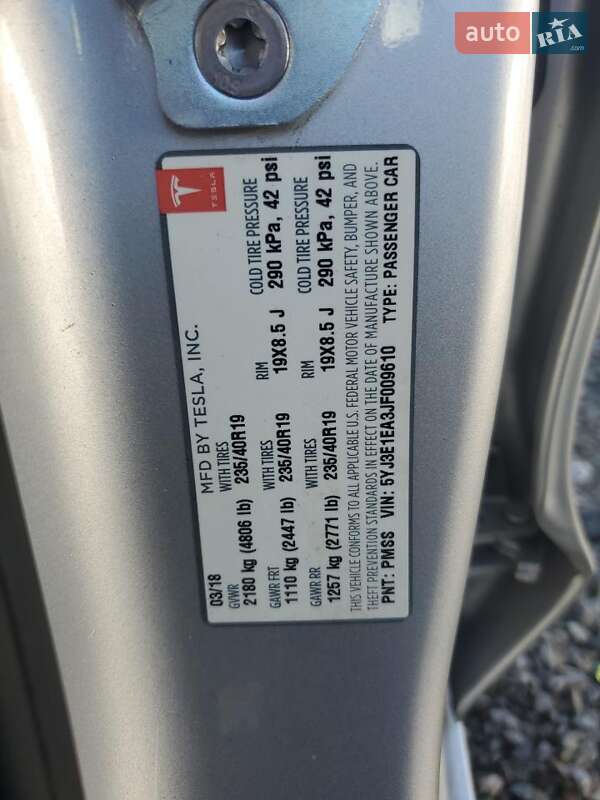 auto RIA.com
TESLA
MFD BY TESLA, INC.
03/18
GVWR WITH TIRES RIM COLD TIRE PRESSURE
2180 kg (4806 lb) 235/40R19 19X8.5 J 290 kPa, 42 psi
GAWR FRT WITH TIRES RIM COLD TIRE PRESSURE
1110 kg (2447 lb) 235/40R19 19X8.5 J 290 kPa, 42 psi
GAWR RR WITH TIRES
1257 kg (2771 lb) 235/40R19
THIS VEHICLE CONFORMS TO ALL APPLICABLE U.S. FEDERAL MOTOR VEHICLE SAFETY, BUMPER, AND
THEFT PREVENTION STANDARDS IN EFFECT ON THE DATE OF MANUFACTURE SHOWN ABOVE.
PNT: PMSS VIN: 5YJ3E1EA3JF009610 TYPE: PASSENGER CAR